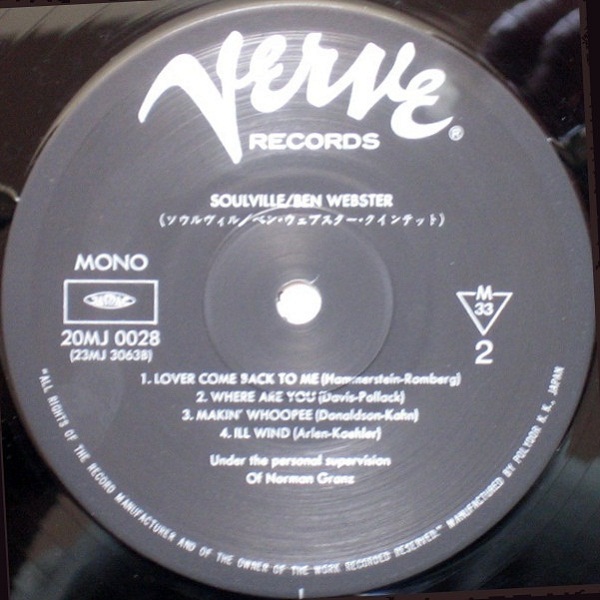 Verve
RECORDS ®
SOULVILLE/BEN WEBSTER
(ソウルヴィル/ベン・ウェブスター・クインテット)
MONO
20MJ 0028
(23MJ 30638)
M
33
2
1. LOVER COME BACK TO ME (Hammerstein-Romberg)
2. WHERE ARE YOU (Davis-Pollack)
3. MAKIN' WHOOPEE (Donaldson-Kahn)
4. ILL WIND (Arlen-Koehler)
Under the personal supervision
Of Norman Granz
"ALL RIGHTS OF THE RECORD MANUFACTURER AND OF THE OWNER OF THE WORK RECORDED RESERVED." MANUFACTURED BY POLYDOR K.K. JAPAN